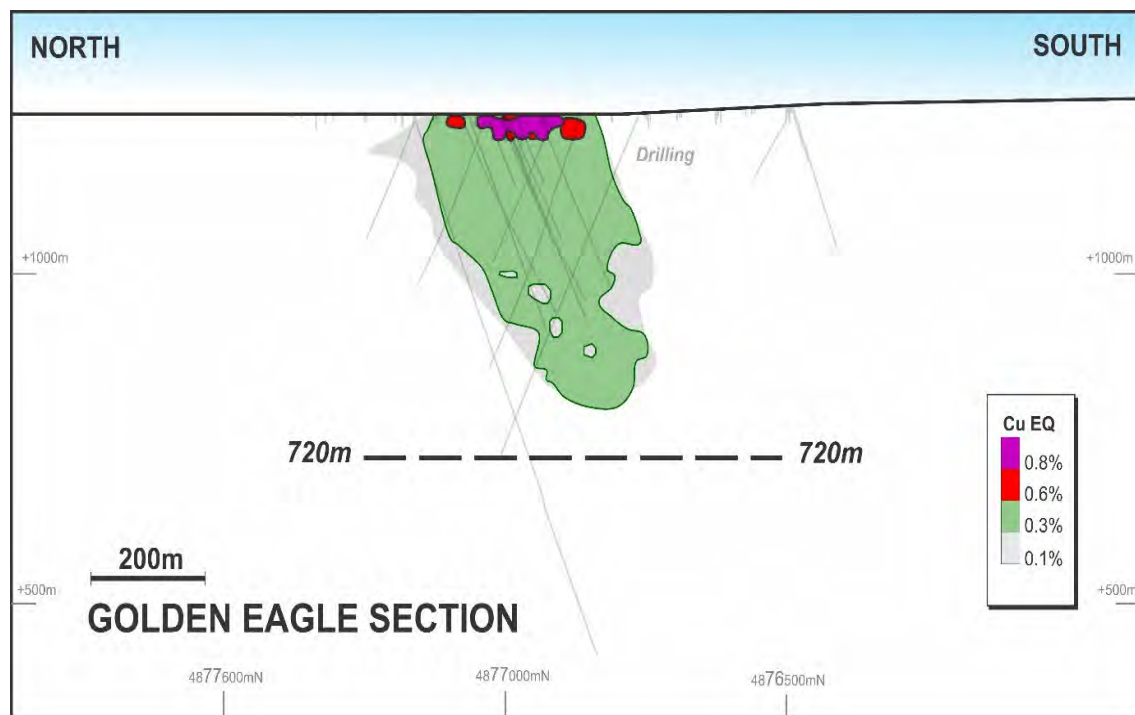 NORTH
SOUTH
Drilling
+1000m
+1000m
720m
720m
Cu EQ
0.8%
0.6%
0.3%
0.1%
200m
+500m
+500m
GOLDEN EAGLE SECTION
4877600mN
4877000mN
4876500mN